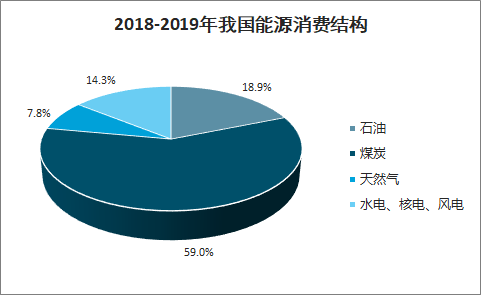 2018-2019年我国能源消费结构
14.3%
18.9%
7.8%
59.0%
石油
煤炭
天然气
水电、核电、风电